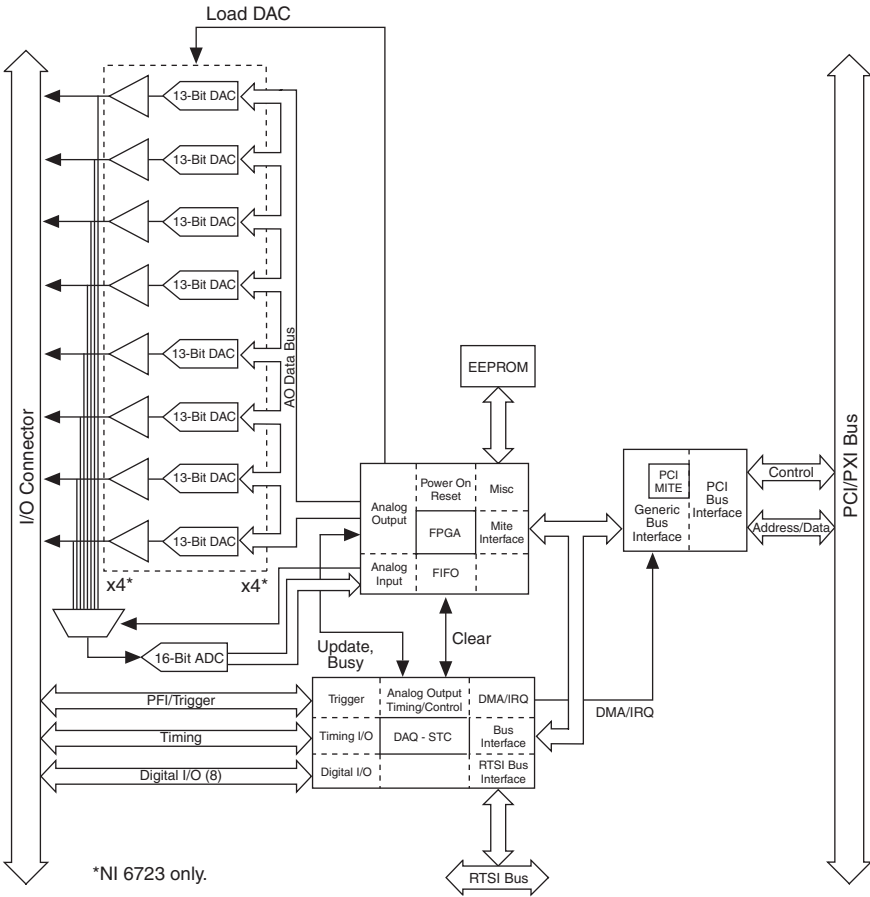 Load DAC
13-Bit DAC
13-Bit DAC
13-Bit DAC
13-Bit DAC
13-Bit DAC
13-Bit DAC
13-Bit DAC
13-Bit DAC
AO Data Bus
I/O Connector
x4*
x4*
16-Bit ADC
EEPROM
Analog
Output
Power On
Reset
Misc
FPGA
Mite
Interface
Analog
Input
FIFO
PCI
MITE
Generic
Bus
Interface
PCI
Bus
Interface
Control
Address/Data
PCI/PXI Bus
Update,
Busy
Clear
PFI/Trigger
Timing
Digital I/O (8)
Trigger
Analog Output
Timing/Control
DMA/IRQ
Timing I/O
DAQ - STC
Bus
Interface
Digital I/O
RTSI Bus
Interface
DMA/IRQ
RTSI Bus
*NI 6723 only.